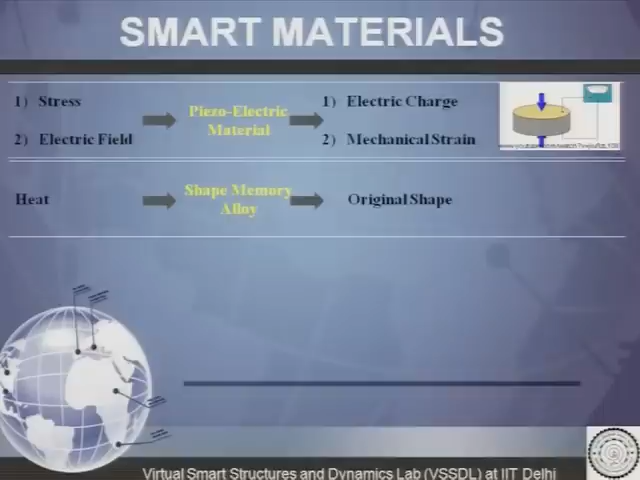 SMART MATERIALS
1) Stress
2) Electric Field
Piezo-Electric
Material
1) Electric Charge
2) Mechanical Strain
Heat
Shape Memory
Alloy
Original Shape
Virtual Smart Structures and Dynamics Lab (VSSDL) at IIT Delhi